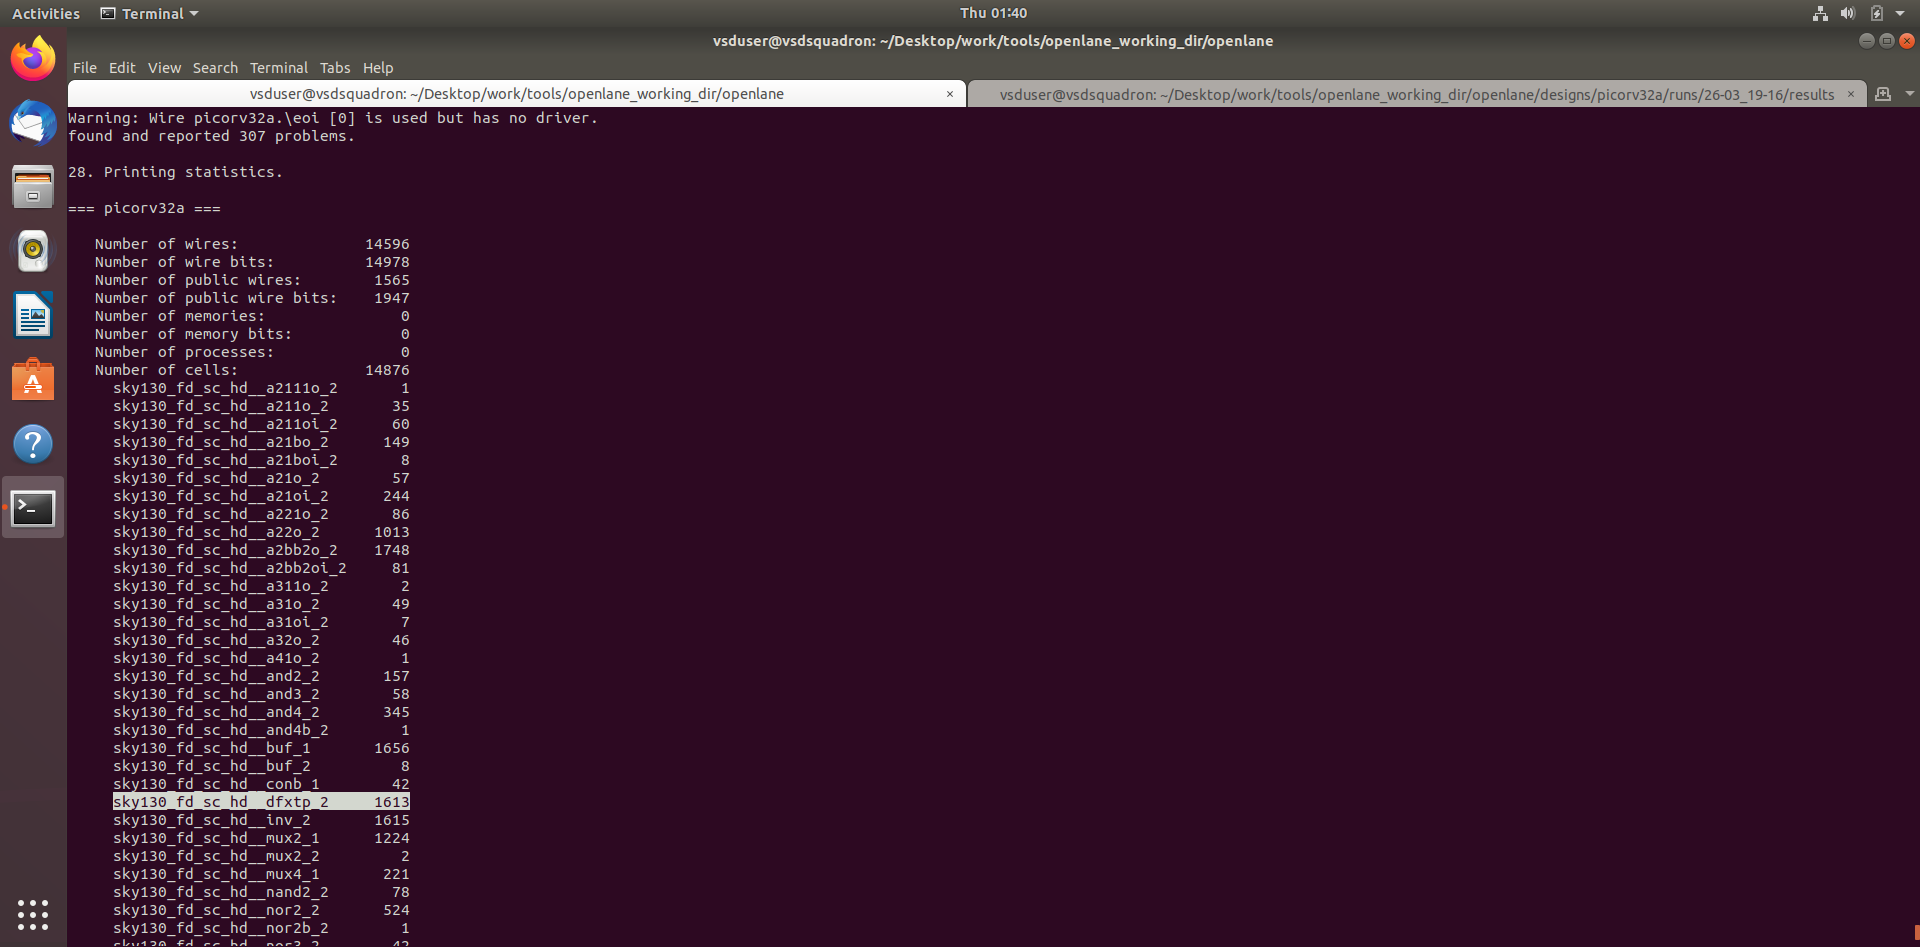 Activities Terminal Thu 01:40
vsduser@vsdsquadron: ~/Desktop/work/tools/openlane_working_dir/openlane
File Edit View Search Terminal Tabs Help
vsduser@vsdsquadron: ~/Desktop/work/tools/openlane_working_dir/openlane × vsduser@vsdsquadron: ~/Desktop/work/tools/openlane_working_dir/openlane/designs/picorv32a/runs/26-03_19-16/results ×
Warning: Wire picorv32a.\eoi [0] is used but has no driver.
found and reported 307 problems.
28. Printing statistics.
=== picorv32a ===
Number of wires: 14596
Number of wire bits: 14978
Number of public wires: 1565
Number of public wire bits: 1947
Number of memories: 0
Number of memory bits: 0
Number of processes: 0
Number of cells: 14876
sky130_fd_sc_hd__a2111o_2 1
sky130_fd_sc_hd__a211o_2 35
sky130_fd_sc_hd__a211oi_2 60
sky130_fd_sc_hd__a21bo_2 149
sky130_fd_sc_hd__a21boi_2 8
sky130_fd_sc_hd__a21o_2 57
sky130_fd_sc_hd__a21oi_2 244
sky130_fd_sc_hd__a221o_2 86
sky130_fd_sc_hd__a22o_2 1013
sky130_fd_sc_hd__a2bb2o_2 1748
sky130_fd_sc_hd__a2bb2oi_2 81
sky130_fd_sc_hd__a311o_2 2
sky130_fd_sc_hd__a31o_2 49
sky130_fd_sc_hd__a31oi_2 7
sky130_fd_sc_hd__a32o_2 46
sky130_fd_sc_hd__a41o_2 1
sky130_fd_sc_hd__and2_2 157
sky130_fd_sc_hd__and3_2 58
sky130_fd_sc_hd__and4_2 345
sky130_fd_sc_hd__and4b_2 1
sky130_fd_sc_hd__buf_1 1656
sky130_fd_sc_hd__buf_2 8
sky130_fd_sc_hd__conb_1 42
sky130_fd_sc_hd__dfxtp_2 1613
sky130_fd_sc_hd__inv_2 1615
sky130_fd_sc_hd__mux2_1 1224
sky130_fd_sc_hd__mux2_2 2
sky130_fd_sc_hd__mux4_1 221
sky130_fd_sc_hd__nand2_2 78
sky130_fd_sc_hd__nor2_2 524
sky130_fd_sc_hd__nor2b_2 1
sky130_fd_sc_hd__nor3_2 42